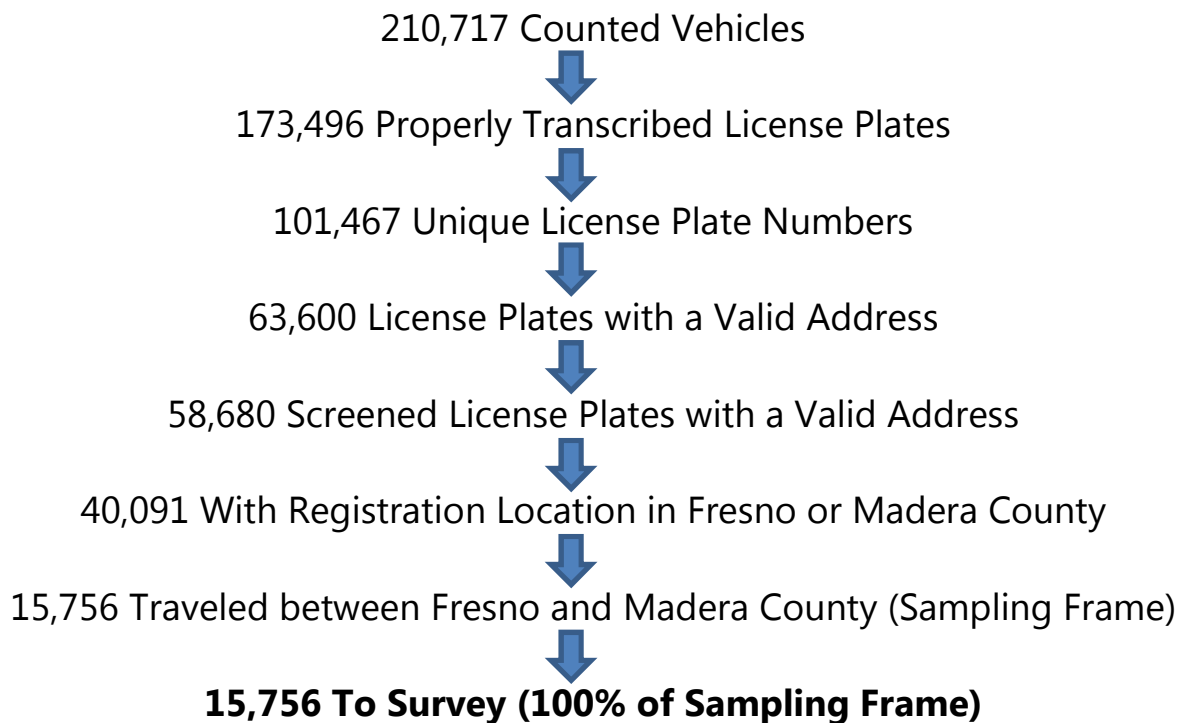 210,717 Counted Vehicles
173,496 Properly Transcribed License Plates
101,467 Unique License Plate Numbers
63,600 License Plates with a Valid Address
58,680 Screened License Plates with a Valid Address
40,091 With Registration Location in Fresno or Madera County
15,756 Traveled between Fresno and Madera County (Sampling Frame)
15,756 To Survey (100% of Sampling Frame)